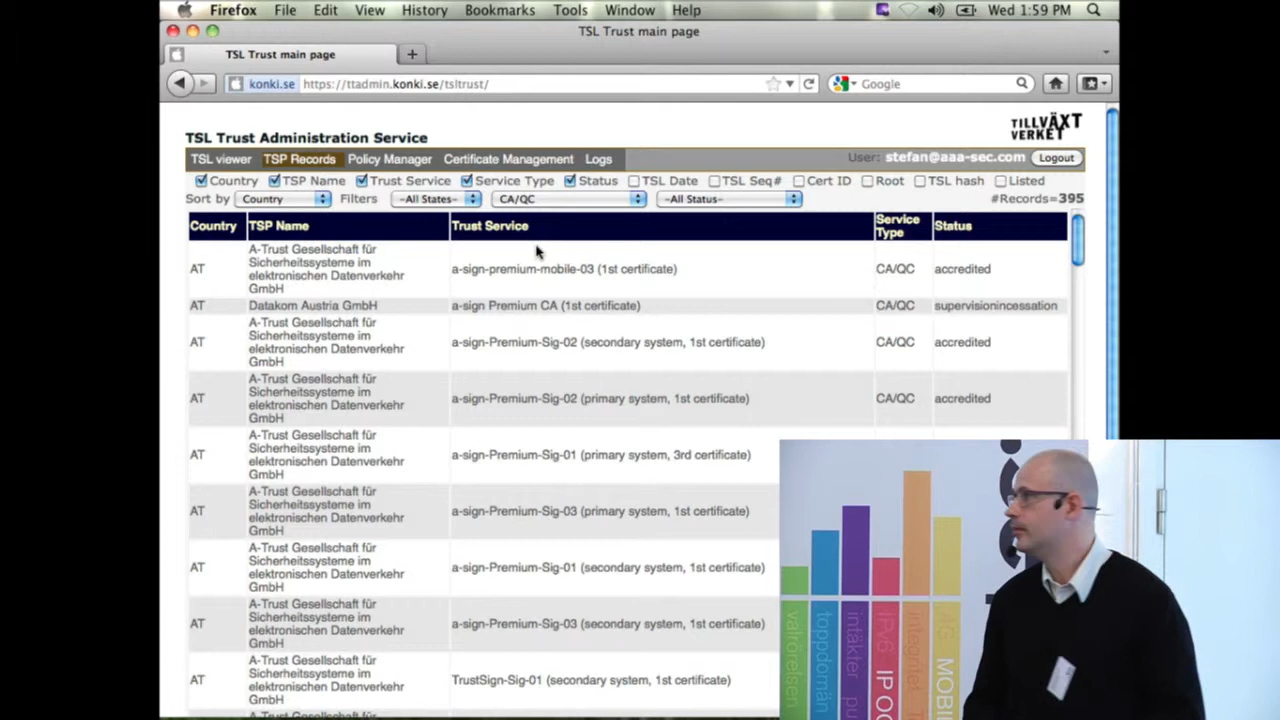 Firefox File Edit View History Bookmarks Tools Window Help Wed 1:59 PM
TSL Trust main page
TSL Trust main page
konki.se https://ttadmin.konki.se/tsltrust/ Google
TSL Trust Administration Service
TILLVÄXT
VERKET
TSL viewer TSP Records Policy Manager Certificate Management Logs User: stefan@aaa-sec.com Logout
Country TSP Name Trust Service Service Type Status TSL Date TSL Seq# Cert ID Root TSL hash Listed
Sort by Country Filters -All States- CA/QC -All Status- #Records=395
Country TSP Name Trust Service Service Type Status
A-Trust Gesellschaft für
Sicherheitssysteme im
AT elektronischen Datenverkehr a-sign-premium-mobile-03 (1st certificate) CA/QC accredited
GmbH
AT Datakom Austria GmbH a-sign Premium CA (1st certificate) CA/QC supervisionincessation
A-Trust Gesellschaft für
Sicherheitssysteme im
AT elektronischen Datenverkehr a-sign-Premium-Sig-02 (secondary system, 1st certificate) CA/QC accredited
GmbH
A-Trust Gesellschaft für
Sicherheitssysteme im
AT elektronischen Datenverkehr a-sign-Premium-Sig-02 (primary system, 1st certificate) CA/QC accredited
GmbH
A-Trust Gesellschaft für
Sicherheitssysteme im
AT elektronischen Datenverkehr a-sign-Premium-Sig-01 (primary system, 3rd certificate)
GmbH
A-Trust Gesellschaft für
Sicherheitssysteme im
AT elektronischen Datenverkehr a-sign-Premium-Sig-03 (primary system, 1st certificate)
GmbH
A-Trust Gesellschaft für
Sicherheitssysteme im
AT elektronischen Datenverkehr a-sign-Premium-Sig-01 (secondary system, 1st certificate)
GmbH
A-Trust Gesellschaft für
Sicherheitssysteme im
AT elektronischen Datenverkehr a-sign-Premium-Sig-03 (secondary system, 1st certificate)
GmbH
A-Trust Gesellschaft für
Sicherheitssysteme im
AT elektronischen Datenverkehr TrustSign-Sig-01 (secondary system, 1st certificate)
GmbH
valrörelsen
toppdomän
intäkter
IPv6